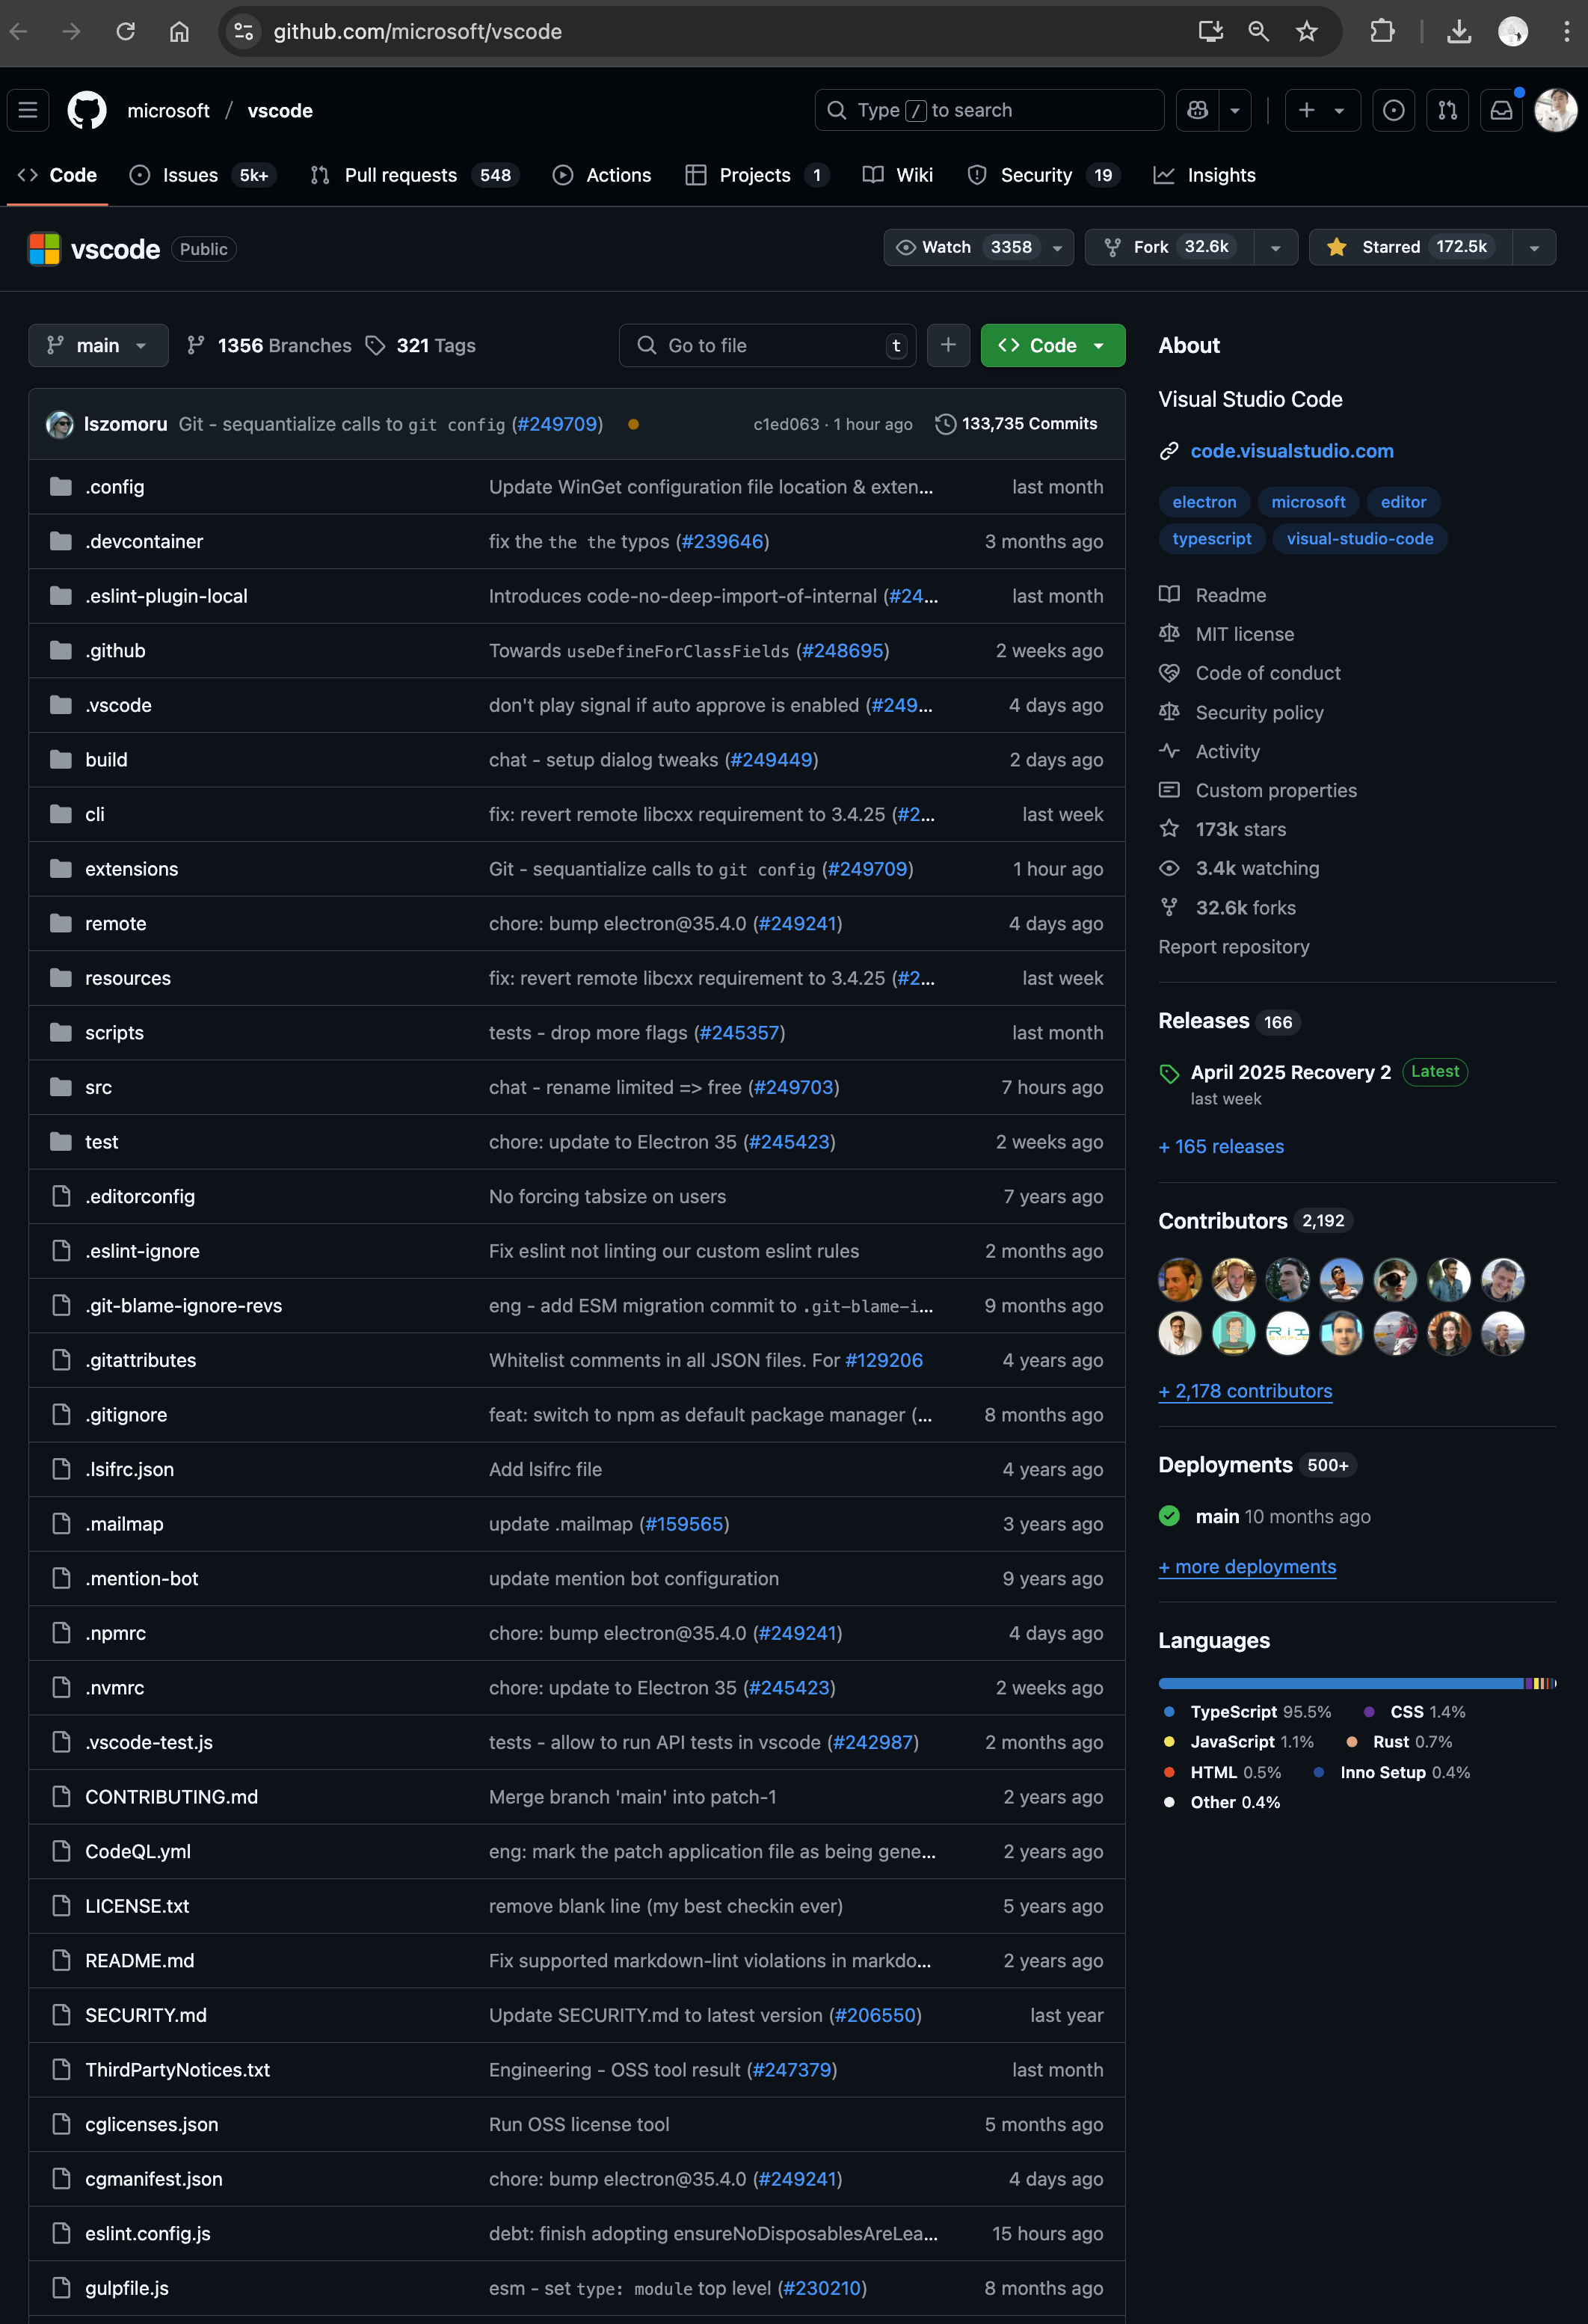 github.com/microsoft/vscode
microsoft / vscode
Type / to search
Code Issues 5k+ Pull requests 548 Actions Projects 1 Wiki Security 19 Insights
vscode Public Watch 3358 Fork 32.6k Starred 172.5k
main 1356 Branches 321 Tags Go to file t Code
lszomoru Git - sequantialize calls to git config (#249709) c1ed063 · 1 hour ago 133,735 Commits
.config Update WinGet configuration file location & exten... last month
.devcontainer fix the the the typos (#239646) 3 months ago
.eslint-plugin-local Introduces code-no-deep-import-of-internal (#24... last month
.github Towards useDefineForClassFields (#248695) 2 weeks ago
.vscode don't play signal if auto approve is enabled (#249... 4 days ago
build chat - setup dialog tweaks (#249449) 2 days ago
cli fix: revert remote libcxx requirement to 3.4.25 (#2... last week
extensions Git - sequantialize calls to git config (#249709) 1 hour ago
remote chore: bump electron@35.4.0 (#249241) 4 days ago
resources fix: revert remote libcxx requirement to 3.4.25 (#2... last week
scripts tests - drop more flags (#245357) last month
src chat - rename limited => free (#249703) 7 hours ago
test chore: update to Electron 35 (#245423) 2 weeks ago
.editorconfig No forcing tabsize on users 7 years ago
.eslint-ignore Fix eslint not linting our custom eslint rules 2 months ago
.git-blame-ignore-revs eng - add ESM migration commit to .git-blame-i... 9 months ago
.gitattributes Whitelist comments in all JSON files. For #129206 4 years ago
.gitignore feat: switch to npm as default package manager (... 8 months ago
.lsifrc.json Add lsifrc file 4 years ago
.mailmap update .mailmap (#159565) 3 years ago
.mention-bot update mention bot configuration 9 years ago
.npmrc chore: bump electron@35.4.0 (#249241) 4 days ago
.nvmrc chore: update to Electron 35 (#245423) 2 weeks ago
.vscode-test.js tests - allow to run API tests in vscode (#242987) 2 months ago
CONTRIBUTING.md Merge branch 'main' into patch-1 2 years ago
CodeQL.yml eng: mark the patch application file as being gene... 2 years ago
LICENSE.txt remove blank line (my best checkin ever) 5 years ago
README.md Fix supported markdown-lint violations in markdo... 2 years ago
SECURITY.md Update SECURITY.md to latest version (#206550) last year
ThirdPartyNotices.txt Engineering - OSS tool result (#247379) last month
cglicenses.json Run OSS license tool 5 months ago
cgmanifest.json chore: bump electron@35.4.0 (#249241) 4 days ago
eslint.config.js debt: finish adopting ensureNoDisposablesAreLea... 15 hours ago
gulpfile.js esm - set type: module top level (#230210) 8 months ago
About
Visual Studio Code
code.visualstudio.com
electron microsoft editor
typescript visual-studio-code
Readme
MIT license
Code of conduct
Security policy
Activity
Custom properties
173k stars
3.4k watching
32.6k forks
Report repository
Releases 166
April 2025 Recovery 2 Latest
last week
+ 165 releases
Contributors 2,192
+ 2,178 contributors
Deployments 500+
main 10 months ago
+ more deployments
Languages
TypeScript 95.5% CSS 1.4%
JavaScript 1.1% Rust 0.7%
HTML 0.5% Inno Setup 0.4%
Other 0.4%